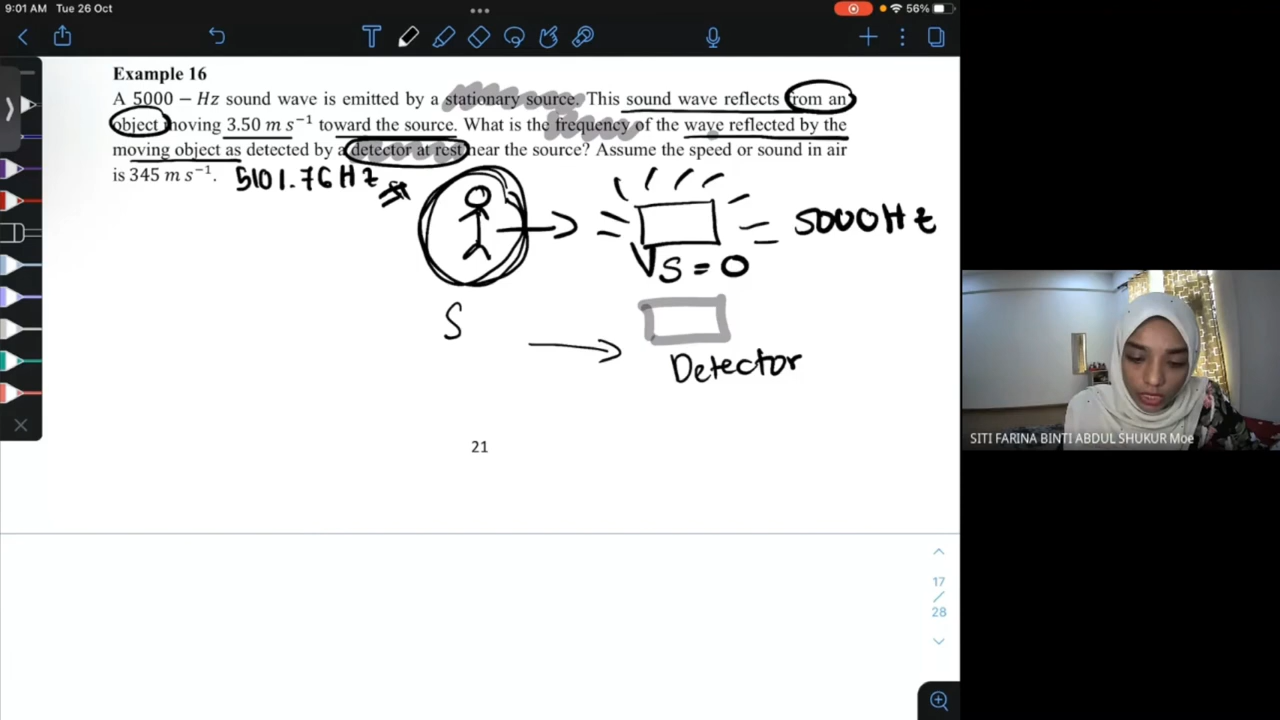 9:01 AM Tue 26 Oct
56%
Example 16
A 5000 − Hz sound wave is emitted by a stationary source. This sound wave reflects from an
object moving 3.50 m s⁻¹ toward the source. What is the frequency of the wave reflected by the
moving object as detected by a detector at rest near the source? Assume the speed or sound in air
is 345 m s⁻¹.
5101.76Hz
5000Hz
Vs = 0
S
Detector
21
17
/
28
SITI FARINA BINTI ABDUL SHUKUR Moe